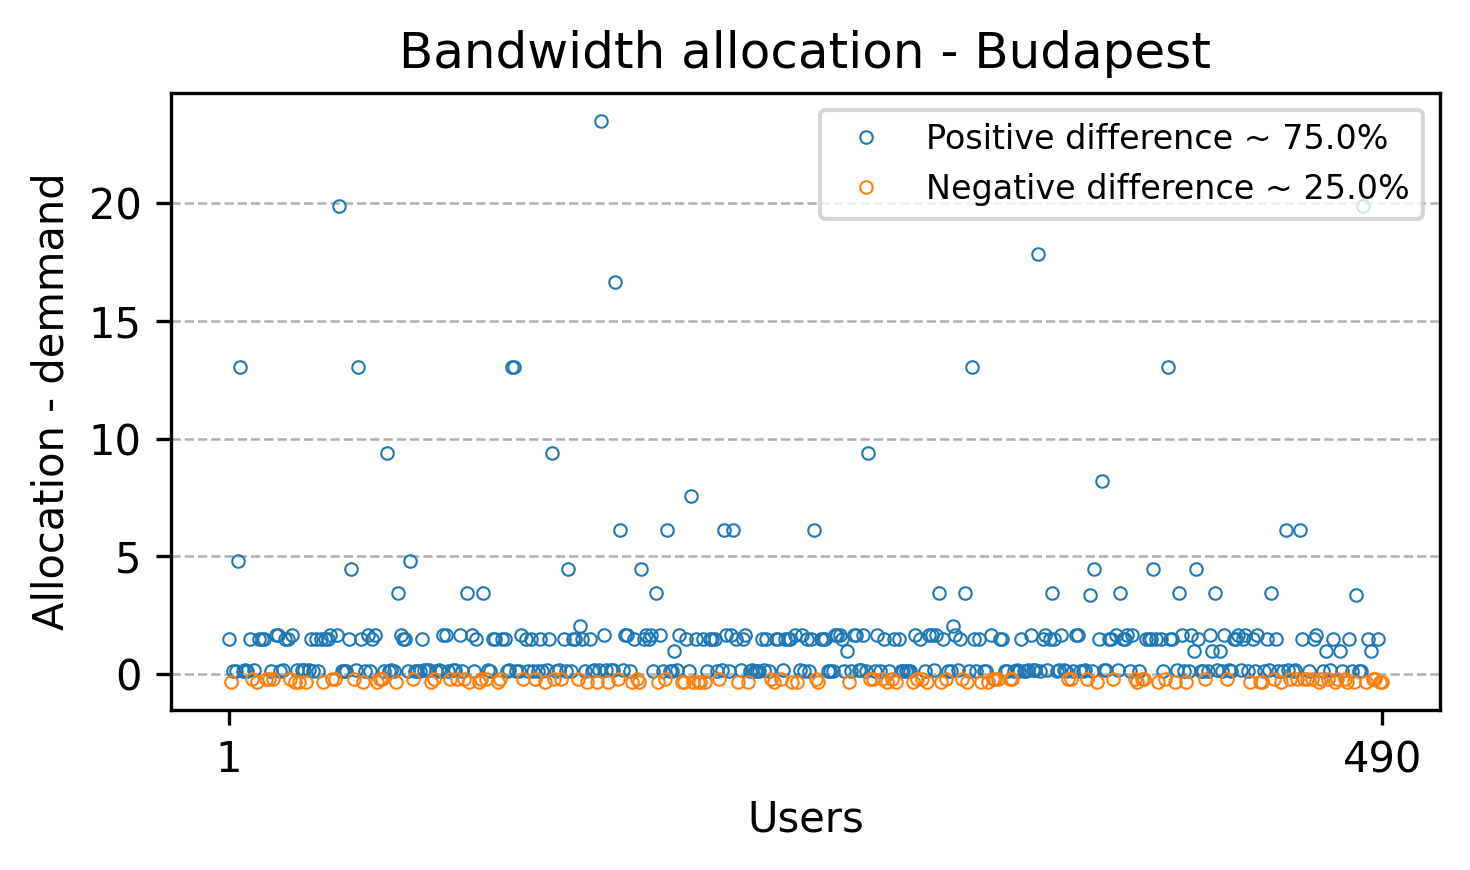 Bandwidth allocation - Budapest
Positive difference ~ 75.0%
Negative difference ~ 25.0%
Allocation - demmand
20
15
10
5
0
1
490
Users